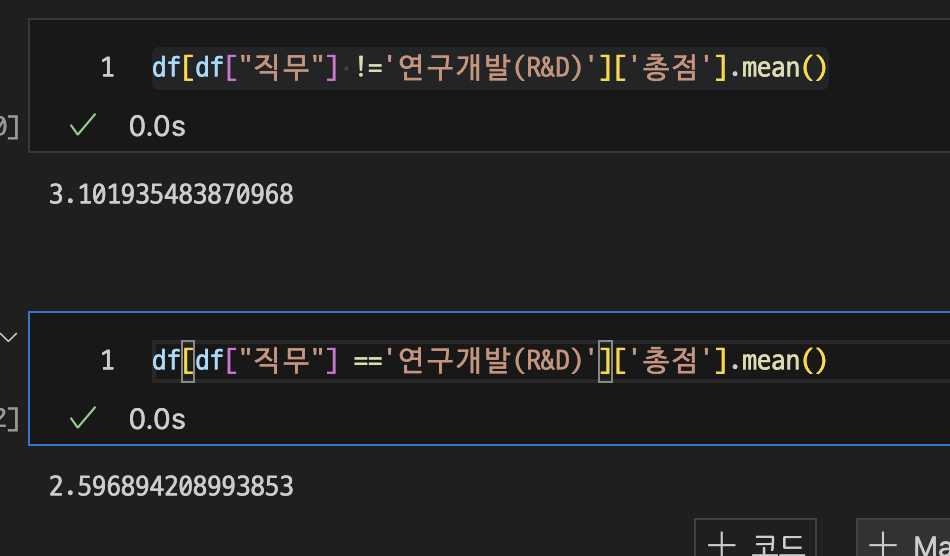 1 df[df["직무"] !='연구개발(R&D)']['총점'].mean()
0] 0.0s
3.101935483870968
1 df[df["직무"] =='연구개발(R&D)']['총점'].mean()
2] 0.0s
2.596894208993853
+ 코드 + Ma